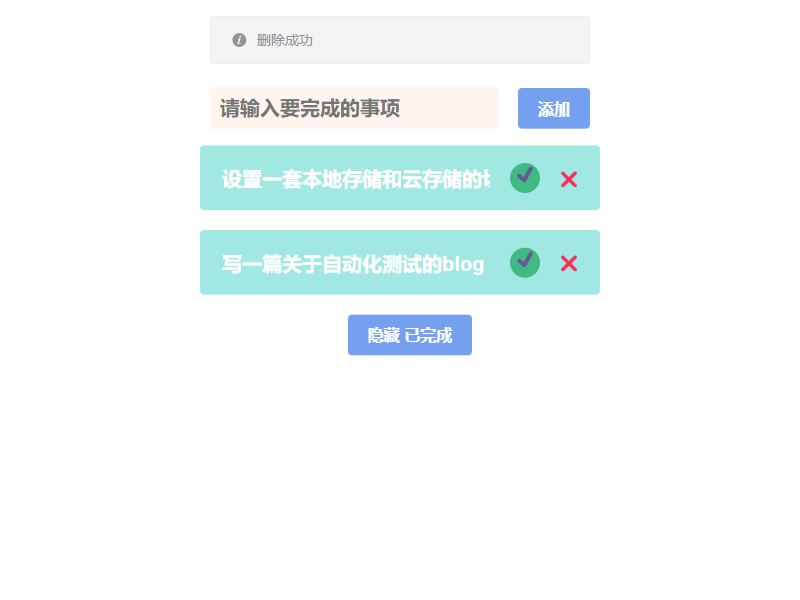 删除成功
请输入要完成的事项
添加
设置一套本地存储和云存储的
写一篇关于自动化测试的blog
隐藏 已完成